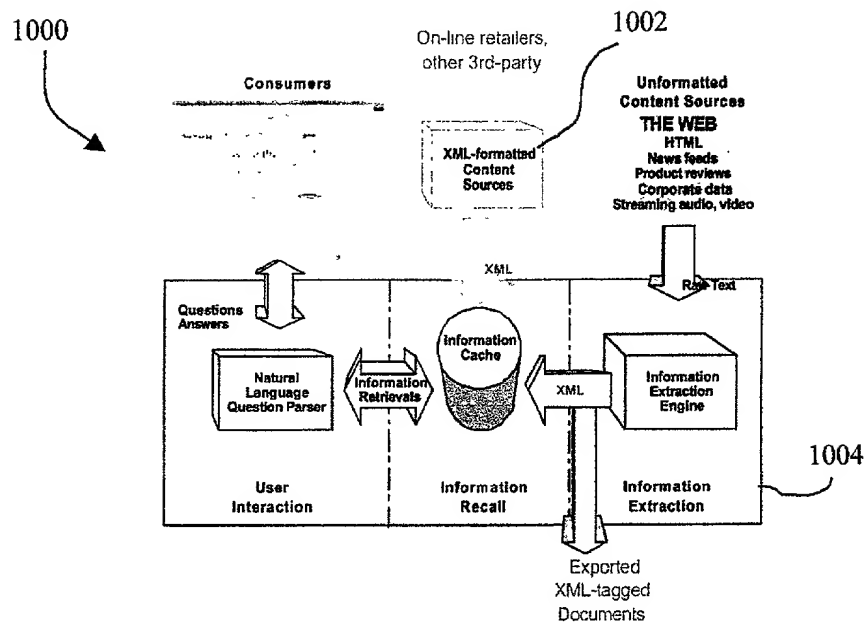 1000
1002
On-line retailers,
other 3rd-party
Consumers
Unformatted
Content Sources
THE WEB
HTML
News feeds
Product reviews
Corporate data
Streaming audio, video
XML-formatted
Content
Sources
XML
Raw Text
Questions
Answers
Information
Cache
Natural
Language
Question Parser
Information
Retrievals
XML
Information
Extraction
Engine
1004
User
Interaction
Information
Recall
Information
Extraction
Exported
XML-tagged
Documents